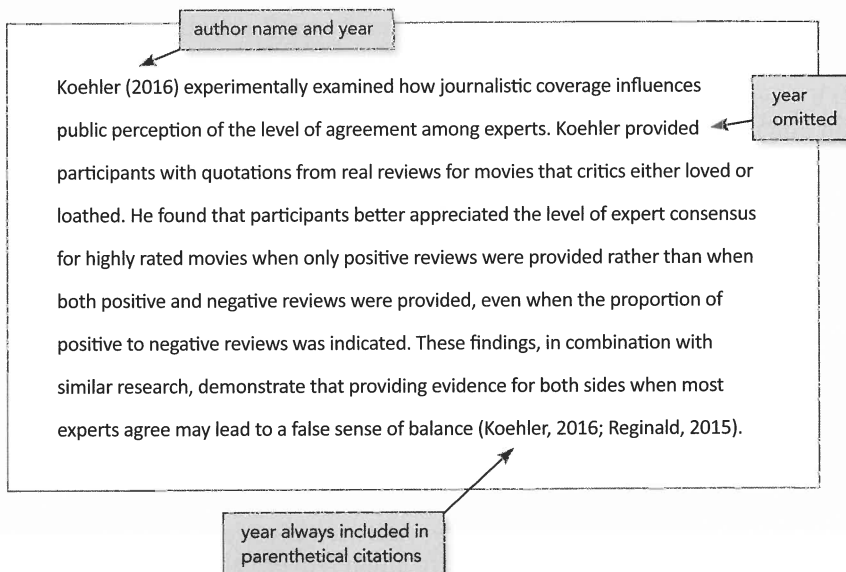 author name and year
Koehler (2016) experimentally examined how journalistic coverage influences
year
omitted
public perception of the level of agreement among experts. Koehler provided
participants with quotations from real reviews for movies that critics either loved or
loathed. He found that participants better appreciated the level of expert consensus
for highly rated movies when only positive reviews were provided rather than when
both positive and negative reviews were provided, even when the proportion of
positive to negative reviews was indicated. These findings, in combination with
similar research, demonstrate that providing evidence for both sides when most
experts agree may lead to a false sense of balance (Koehler, 2016; Reginald, 2015).
year always included in
parenthetical citations